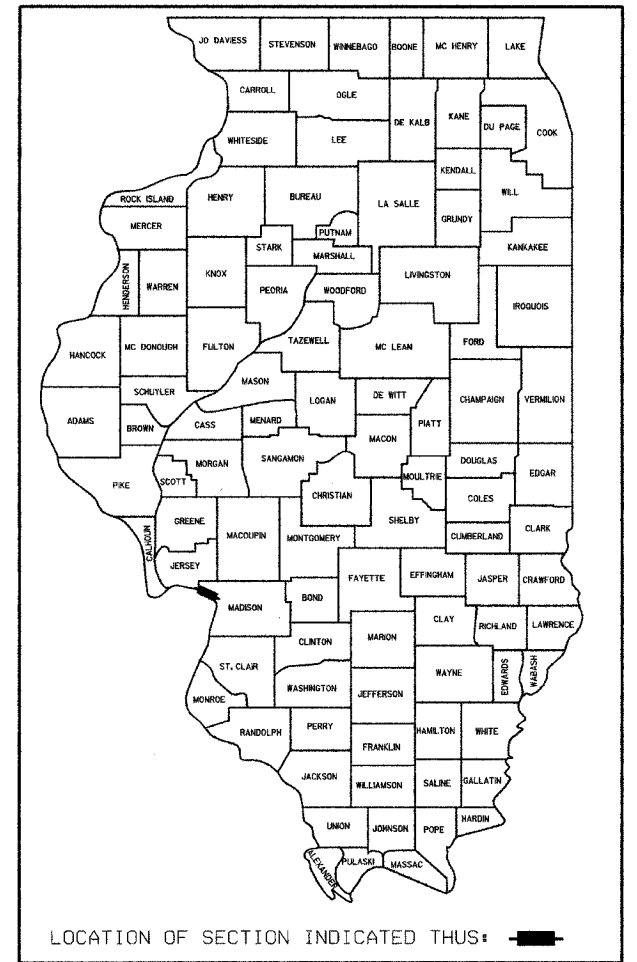 JO DAVIESS STEVENSON WINNEBAGO BOONE MC HENRY LAKE
CARROLL OGLE DE KALB KANE DU PAGE COOK
WHITESIDE LEE
KENDALL WILL
ROCK ISLAND HENRY BUREAU LA SALLE GRUNDY
MERCER PUTNAM
STARK MARSHALL KANKAKEE
HENDERSON WARREN KNOX PEORIA WOODFORD LIVINGSTON IROQUOIS
HANCOCK MC DONOUGH FULTON TAZEWELL MC LEAN FORD
MASON
SCHUYLER LOGAN DE WITT CHAMPAIGN VERMILION
ADAMS BROWN CASS MENARD MACON PIATT
PIKE SCOTT MORGAN SANGAMON CHRISTIAN MOULTRIE DOUGLAS EDGAR
COLES
CALHOUN GREENE MACOUPIN MONTGOMERY SHELBY CUMBERLAND CLARK
JERSEY FAYETTE EFFINGHAM JASPER CRAWFORD
MADISON BOND
CLAY RICHLAND LAWRENCE
CLINTON MARION
ST. CLAIR WAYNE EDWARDS WABASH
WASHINGTON JEFFERSON
MONROE
RANDOLPH PERRY HAMILTON WHITE
FRANKLIN
JACKSON WILLIAMSON SALINE GALLATIN
UNION JOHNSON POPE HARDIN
ALEXANDER PULASKI MASSAC
LOCATION OF SECTION INDICATED THUS: